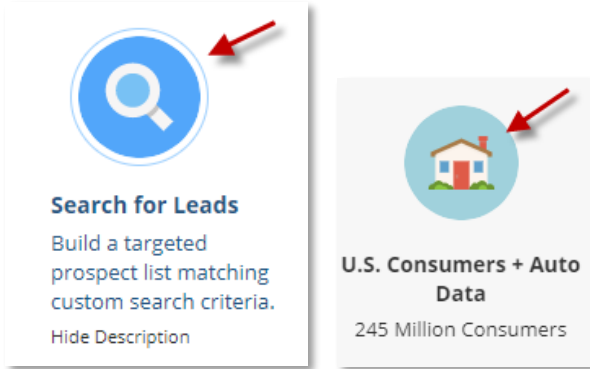 Search for Leads
Build a targeted
prospect list matching
custom search criteria.
Hide Description
U.S. Consumers + Auto
Data
245 Million Consumers